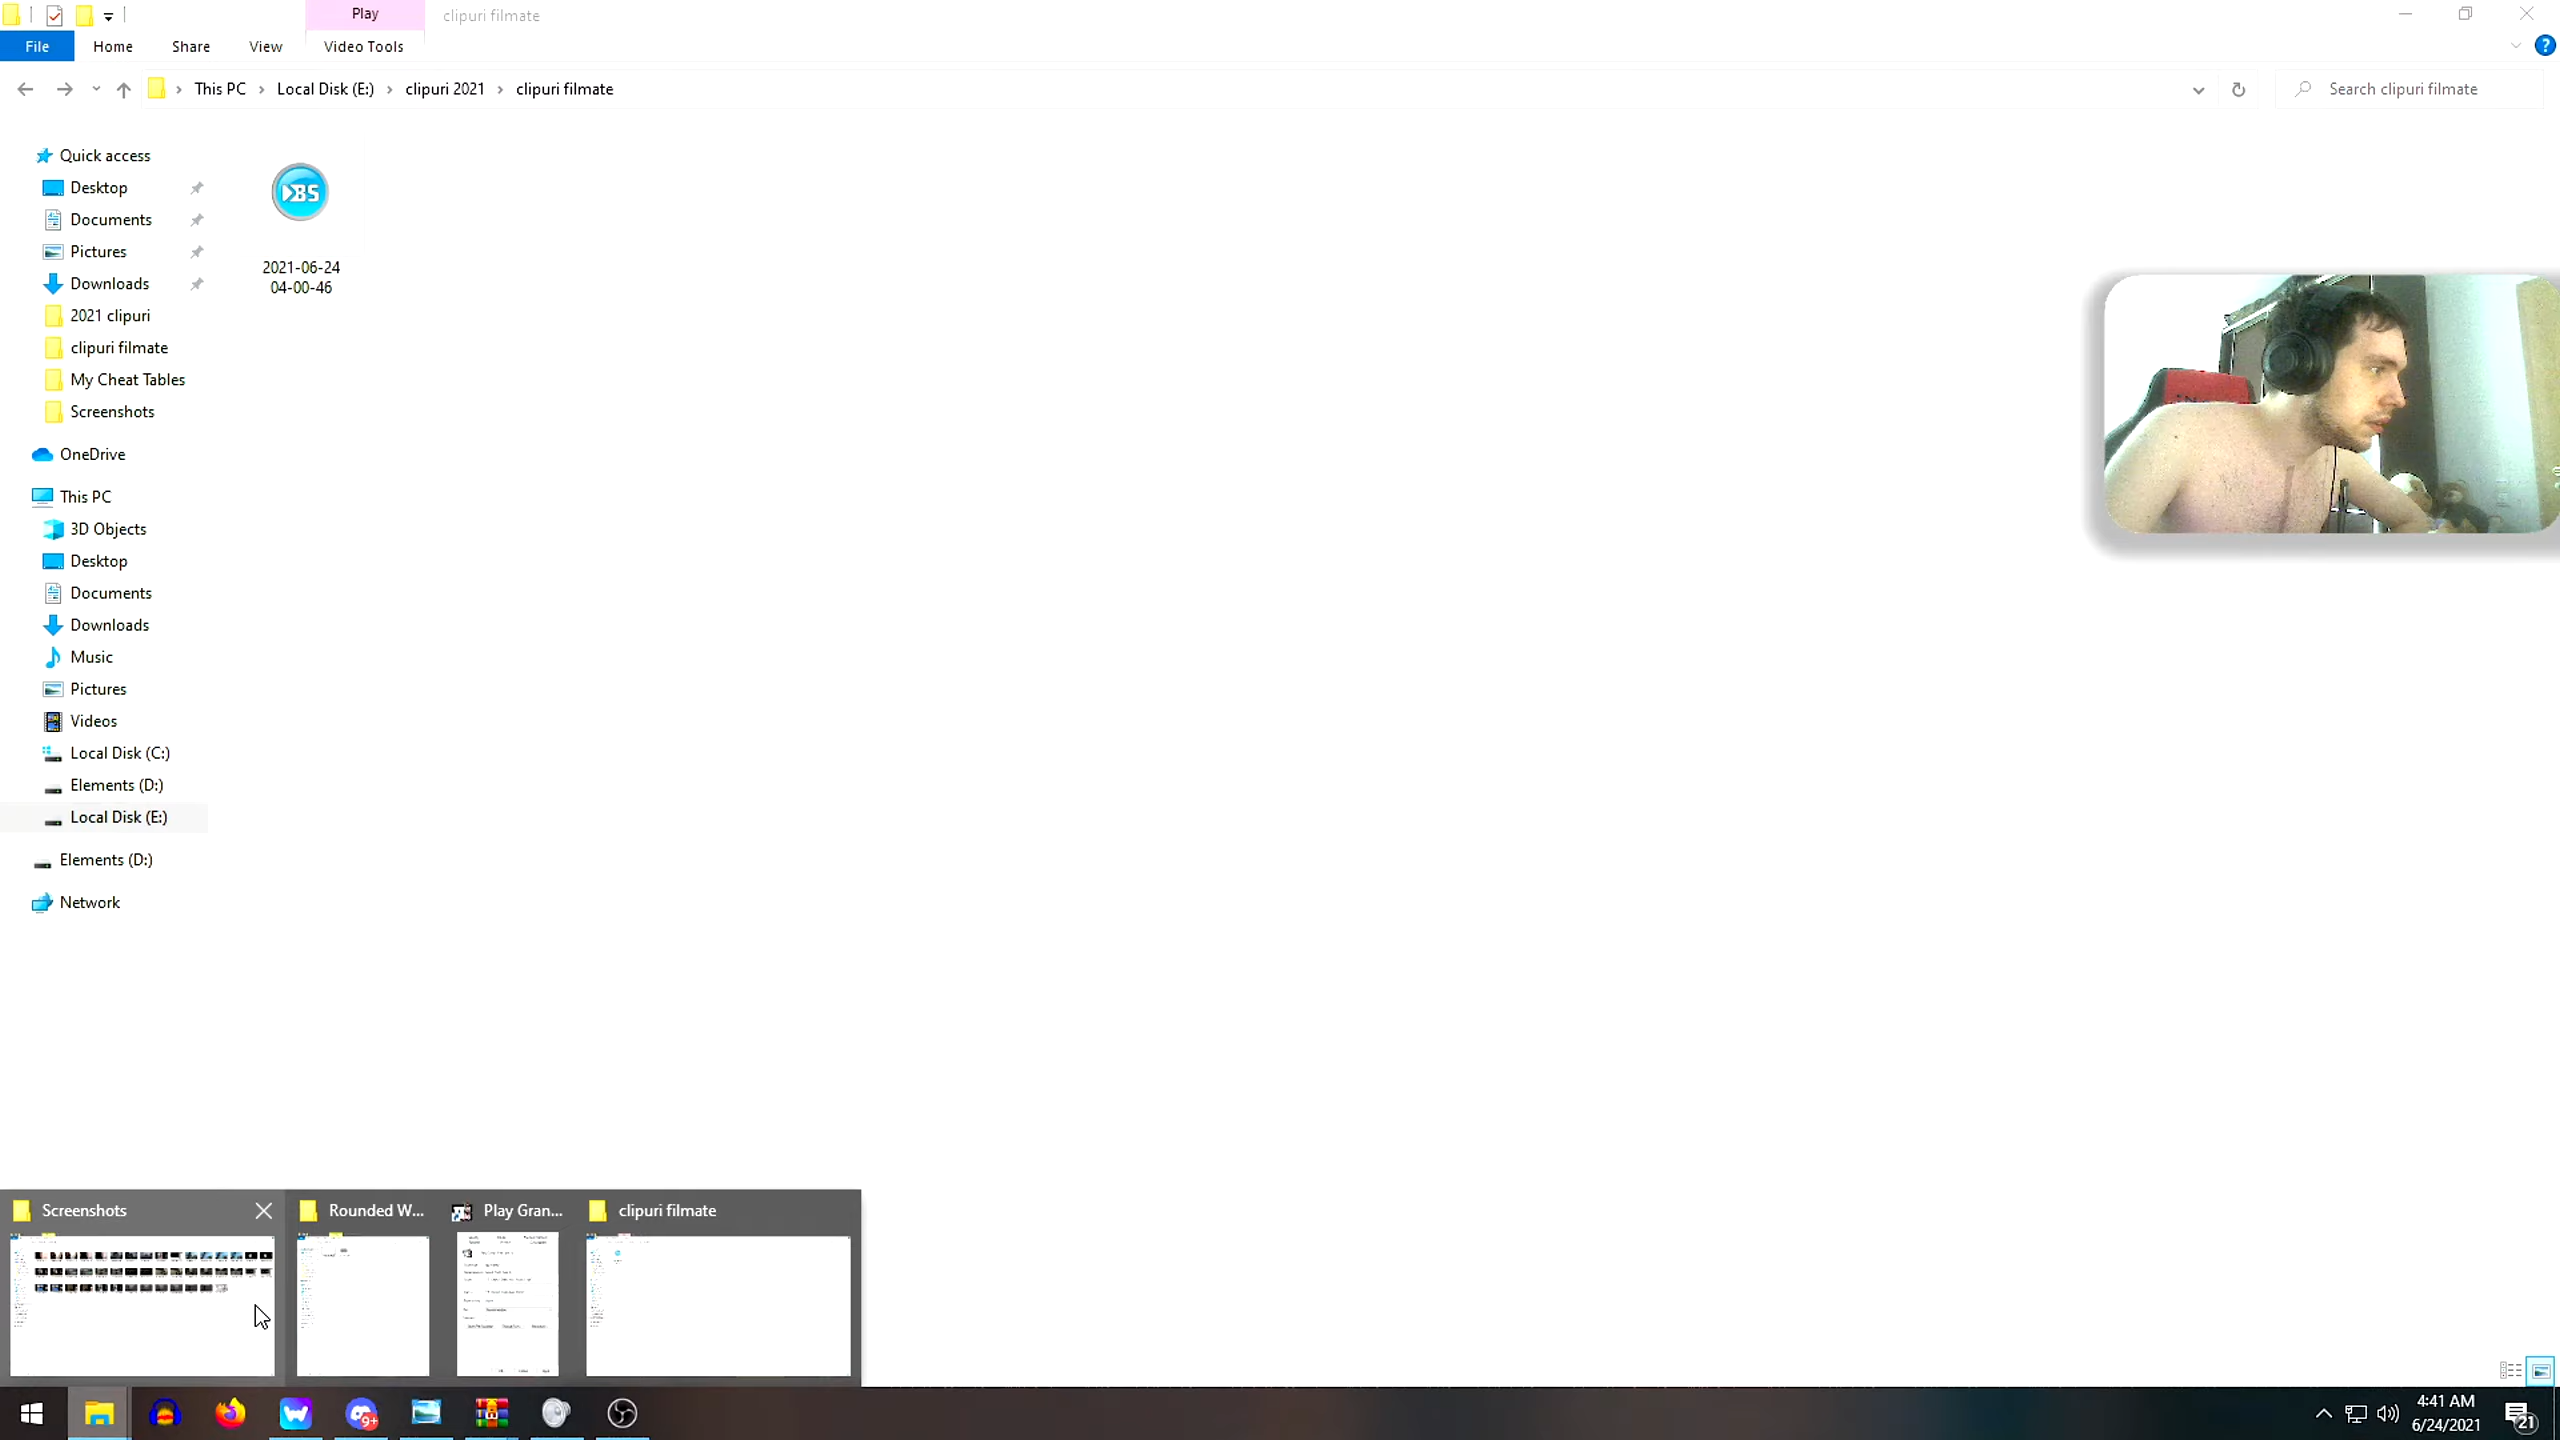 Play
clipuri filmate
File
Home
Share
View
Video Tools
This PC
Local Disk (E:)
clipuri 2021
clipuri filmate
Search clipuri filmate
Quick access
Desktop
Documents
Pictures
Downloads
2021 clipuri
clipuri filmate
My Cheat Tables
Screenshots
OneDrive
This PC
3D Objects
Desktop
Documents
Downloads
Music
Pictures
Videos
Local Disk (C:)
Elements (D:)
Local Disk (E:)
Elements (D:)
Network
BS
2021-06-24
04-00-46
Screenshots
Rounded W...
Play Gran...
clipuri filmate
9+
4:41 AM
6/24/2021
21